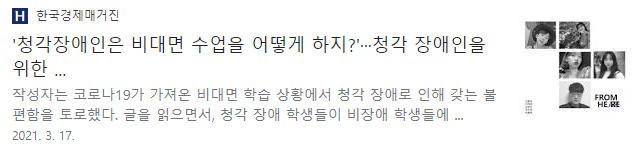 H 한국경제매거진
'청각장애인은 비대면 수업을 어떻게 하지?'…청각 장애인을
위한 ...
작성자는 코로나19가 가져온 비대면 학습 상황에서 청각 장애로 인해 갖는 불
편함을 토로했다. 글을 읽으면서, 청각 장애 학생들이 비장애 학생들에 ...
2021. 3. 17.
FROM
HE/RE